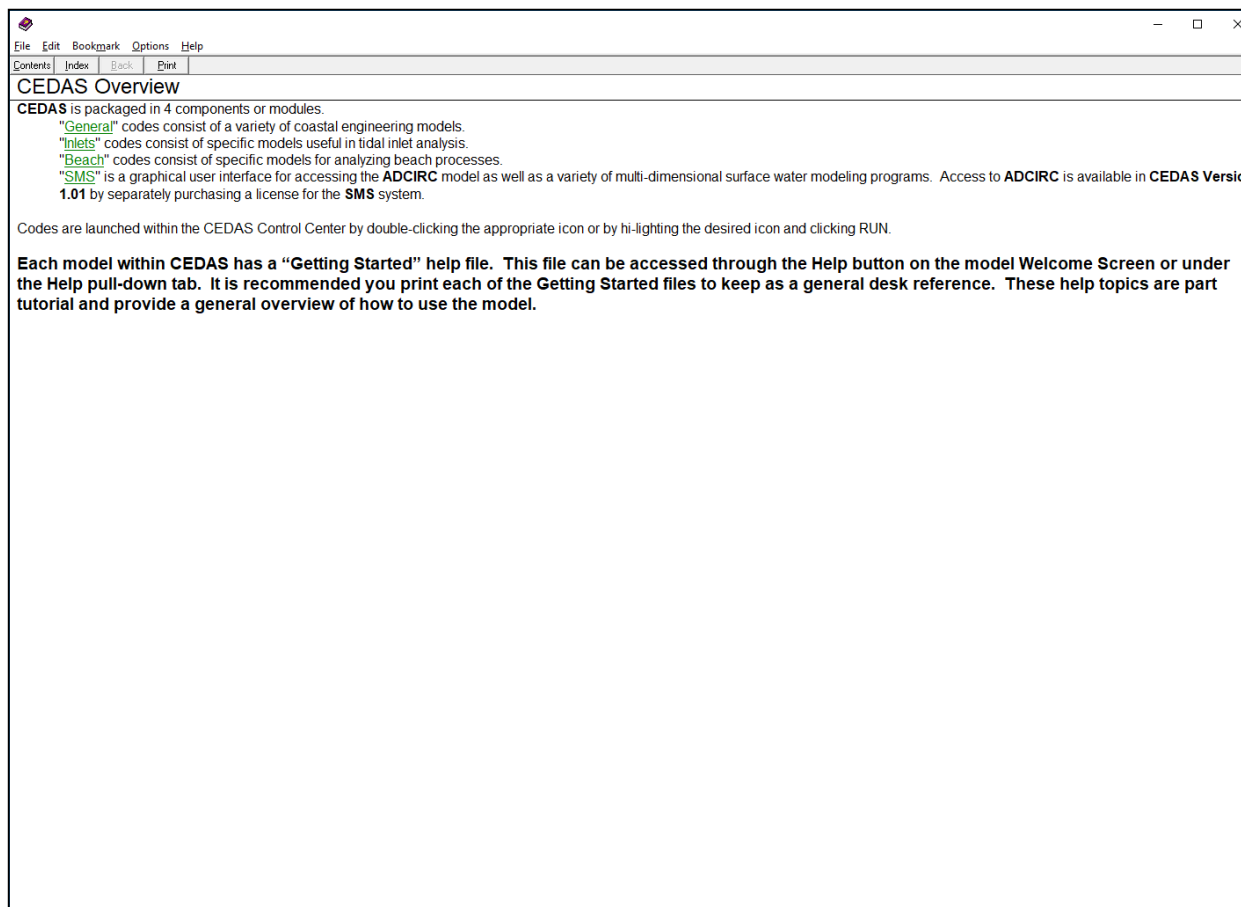 File Edit Bookmark Options Help
Contents Index Back Print
CEDAS Overview
CEDAS is packaged in 4 components or modules.
"General" codes consist of a variety of coastal engineering models.
"Inlets" codes consist of specific models useful in tidal inlet analysis.
"Beach" codes consist of specific models for analyzing beach processes.
"SMS" is a graphical user interface for accessing the ADCIRC model as well as a variety of multi-dimensional surface water modeling programs. Access to ADCIRC is available in CEDAS Versio
1.01 by separately purchasing a license for the SMS system.
Codes are launched within the CEDAS Control Center by double-clicking the appropriate icon or by hi-lighting the desired icon and clicking RUN.
Each model within CEDAS has a “Getting Started” help file. This file can be accessed through the Help button on the model Welcome Screen or under
the Help pull-down tab. It is recommended you print each of the Getting Started files to keep as a general desk reference. These help topics are part
tutorial and provide a general overview of how to use the model.